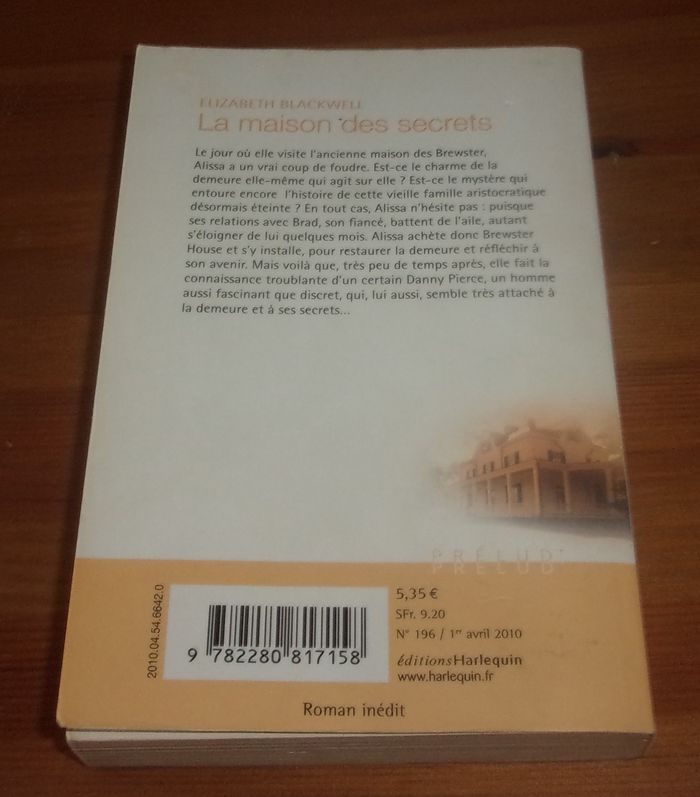 ELIZABETH BLACKWELL
La maison des secrets
Le jour où elle visite l'ancienne maison des Brewster,
Alissa a un vrai coup de foudre. Est-ce le charme de la
demeure elle-même qui agit sur elle ? Est-ce le mystère qui
entoure encore l'histoire de cette vieille famille aristocratique
désormais éteinte ? En tout cas, Alissa n'hésite pas : puisque
ses relations avec Brad, son fiancé, battent de l'aile, autant
s'éloigner de lui quelques mois. Alissa achète donc Brewster
House et s'y installe, pour restaurer la demeure et réfléchir à
son avenir. Mais voilà que, très peu de temps après, elle fait la
connaissance troublante d'un certain Danny Pierce, un homme
aussi fascinant que discret, qui, lui aussi, semble très attaché à
la demeure et à ses secrets...
PRÉLUD'
PRÉLUD'
2010.04.54.6642.0
9 782280 817158
5,35 €
SFr. 9.20
N° 196 / 1er avril 2010
éditionsHarlequin
www.harlequin.fr
Roman inédit